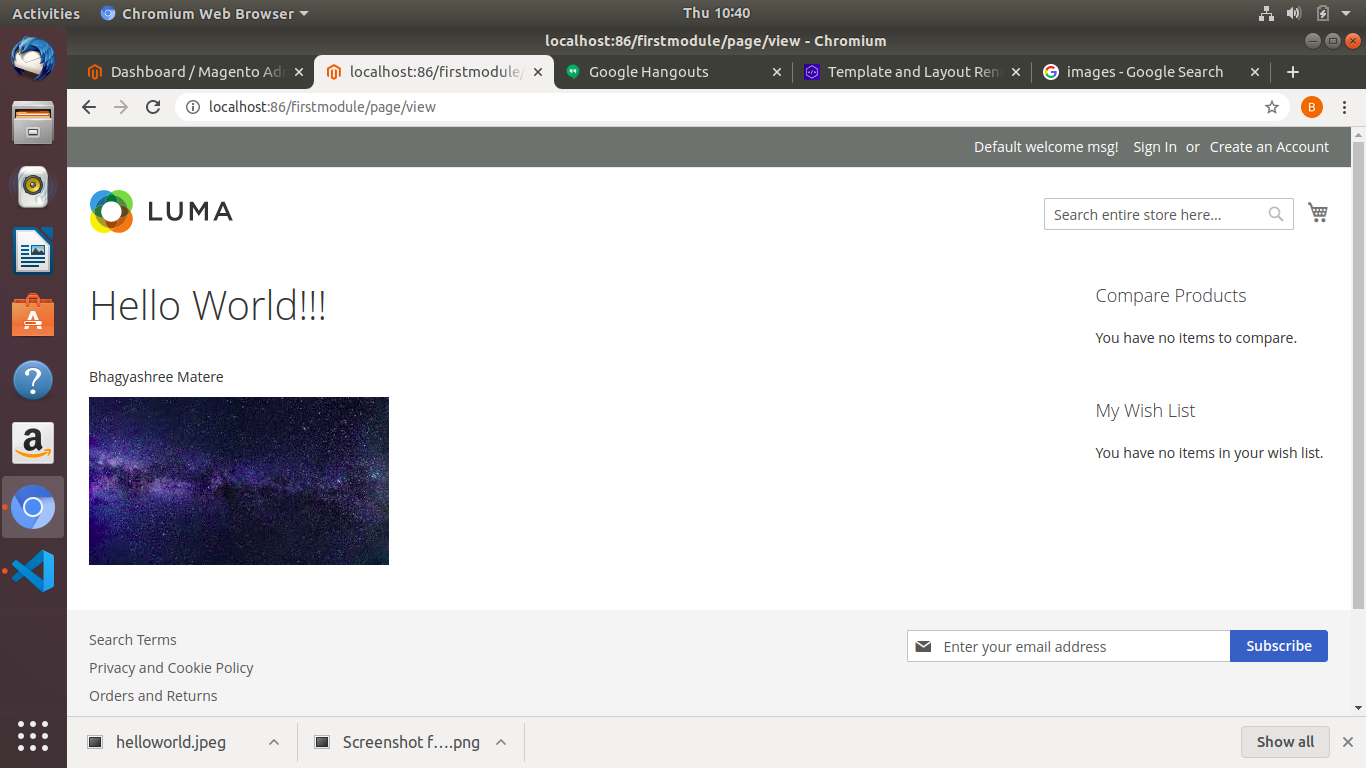 Activities Chromium Web Browser Thu 10:40
localhost:86/firstmodule/page/view - Chromium
Dashboard / Magento Ad localhost:86/firstmodule/ Google Hangouts Template and Layout Ren images - Google Search
localhost:86/firstmodule/page/view B
Default welcome msg! Sign In or Create an Account
LUMA
Search entire store here...
Hello World!!!
Bhagyashree Matere
Compare Products
You have no items to compare.
My Wish List
You have no items in your wish list.
Search Terms
Privacy and Cookie Policy
Orders and Returns
Enter your email address Subscribe
helloworld.jpeg Screenshot f....png Show all